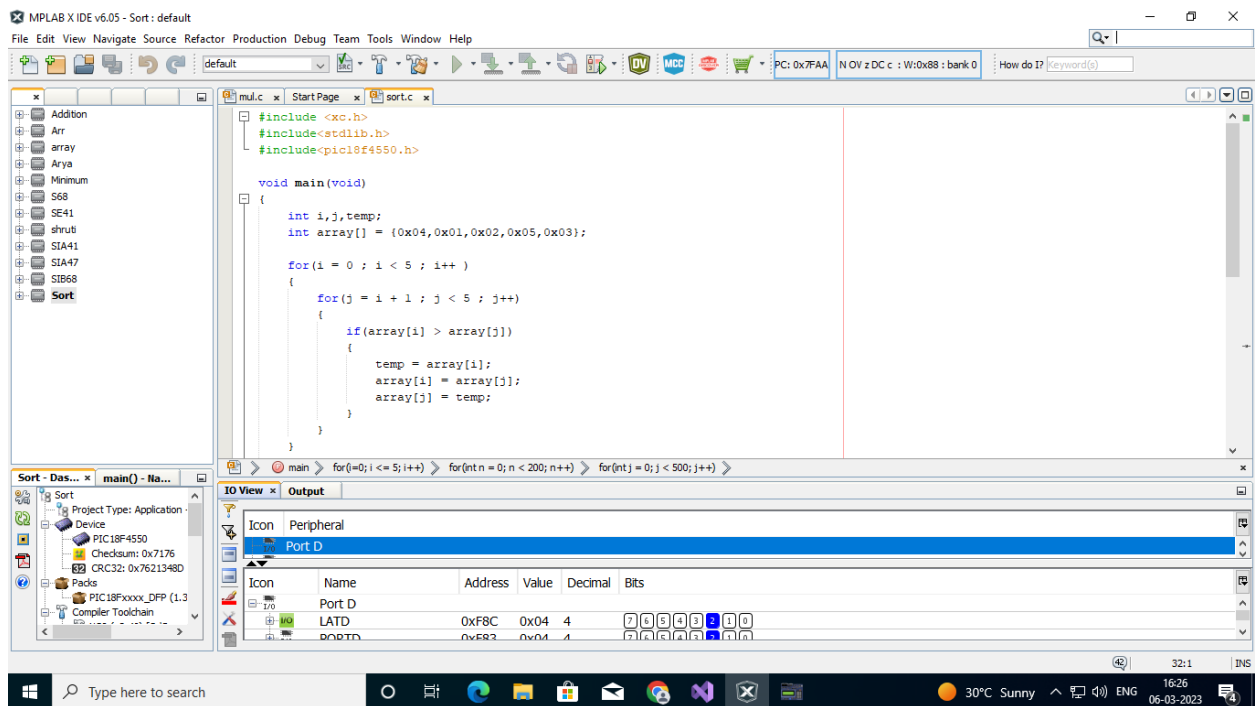 MPLAB X IDE v6.05 - Sort : default
File Edit View Navigate Source Refactor Production Debug Team Tools Window Help
default PC: 0x7FAA N OV z DC c : W:0x88 : bank 0 How do I? Keyword(s)
mul.c x Start Page x sort.c x
Addition
Arr
array
Arya
Minimum
S68
SE41
shruti
SIA41
SIA47
SIB68
Sort
#include <xc.h>
#include<stdlib.h>
#include<pic18f4550.h>
void main(void)
{
int i,j,temp;
int array[] = {0x04,0x01,0x02,0x05,0x03};
for(i = 0 ; i < 5 ; i++ )
{
for(j = i + 1 ; j < 5 ; j++)
{
if(array[i] > array[j])
{
temp = array[i];
array[i] = array[j];
array[j] = temp;
}
}
}
main for(i=0; i <= 5; i++) for(int n = 0; n < 200; n++) for(int j = 0; j < 500; j++)
Sort - Das... x main() - Na...
Sort
Project Type: Application
Device
PIC18F4550
Checksum: 0x7176
CRC32: 0x7621348D
Packs
PIC18Fxxxx_DFP (1.3
Compiler Toolchain
IO View x Output
Icon Peripheral
Port D
Icon Name Address Value Decimal Bits
Port D
LATD 0xF8C 0x04 4 7 6 5 4 3 2 1 0
PORTD 0xF83 0x04 4 7 6 5 4 3 2 1 0
42 32:1 INS
Type here to search
30°C Sunny ENG
16:26
06-03-2023
4